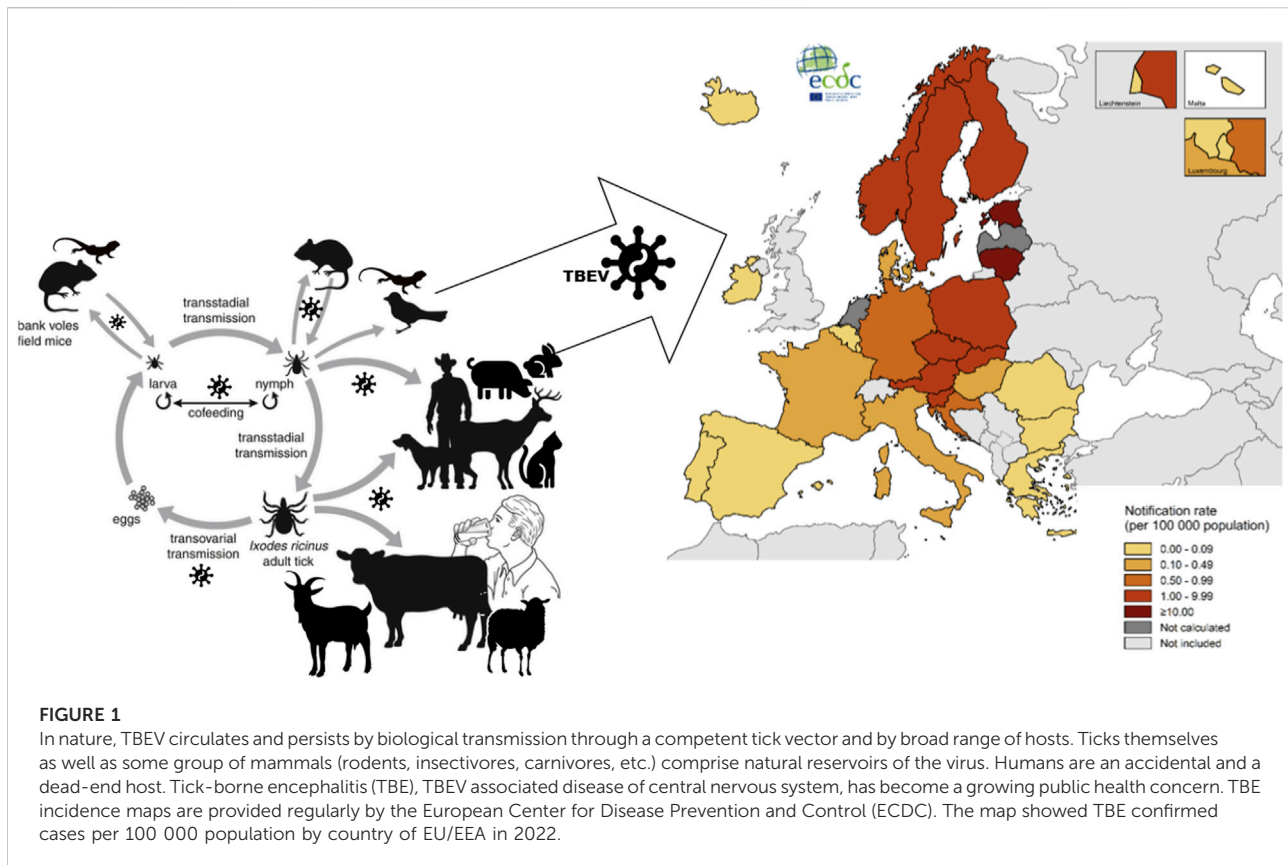 ecdc
Liechtenstein
Malta
Luxembourg
TBEV
bank voles
field mice
transstadial
transmission
larva
nymph
cofeeding
transstadial
transmission
eggs
transovarial
transmission
Ixodes ricinus
adult tick
Notification rate
(per 100 000 population)
0.00 - 0.09
0.10 - 0.49
0.50 - 0.99
1.00 - 9.99
≥10.00
Not calculated
Not included
FIGURE 1
In nature, TBEV circulates and persists by biological transmission through a competent tick vector and by broad range of hosts. Ticks themselves
as well as some group of mammals (rodents, insectivores, carnivores, etc.) comprise natural reservoirs of the virus. Humans are an accidental and a
dead-end host. Tick-borne encephalitis (TBE), TBEV associated disease of central nervous system, has become a growing public health concern. TBE
incidence maps are provided regularly by the European Center for Disease Prevention and Control (ECDC). The map showed TBE confirmed
cases per 100 000 population by country of EU/EEA in 2022.